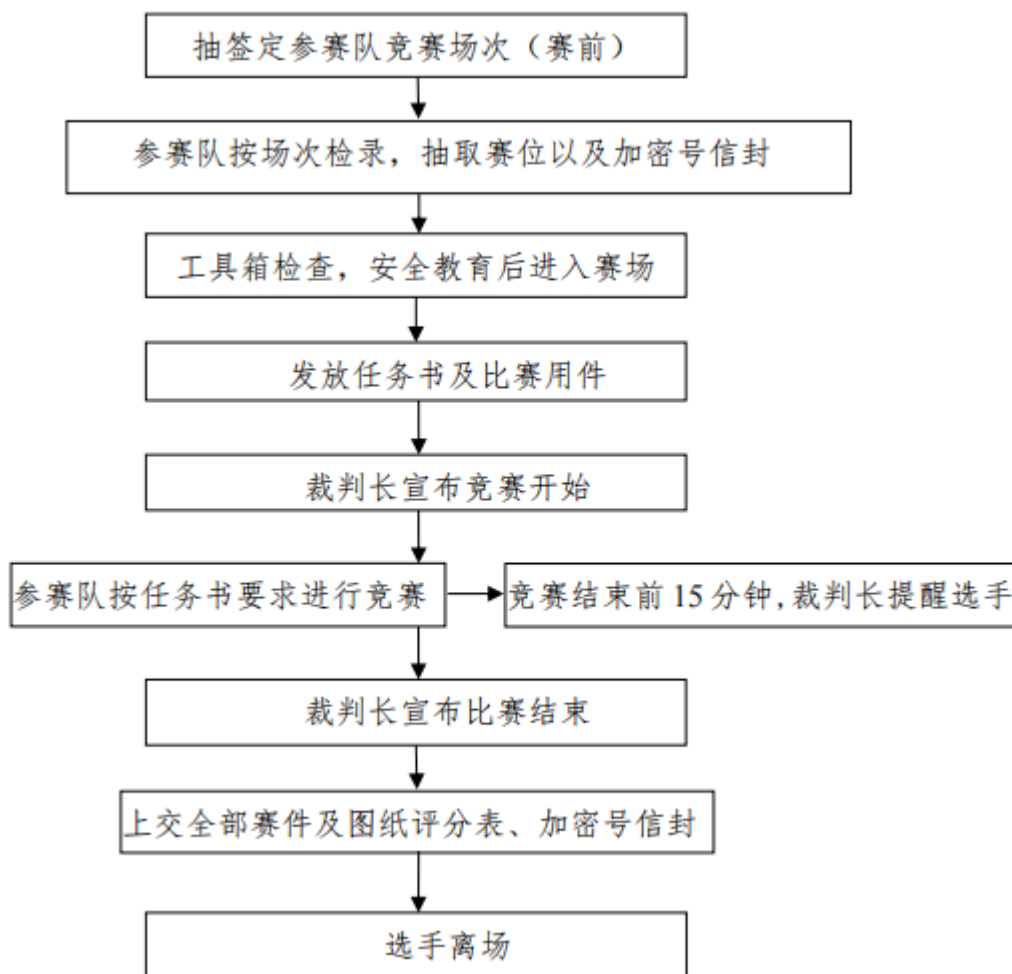 抽签定参赛队竞赛场次（赛前）
参赛队按场次检录，抽取赛位以及加密号信封
工具箱检查，安全教育后进入赛场
发放任务书及比赛用件
裁判长宣布竞赛开始
参赛队按任务书要求进行竞赛
竞赛结束前15分钟,裁判长提醒选手
裁判长宣布比赛结束
上交全部赛件及图纸评分表、加密号信封
选手离场